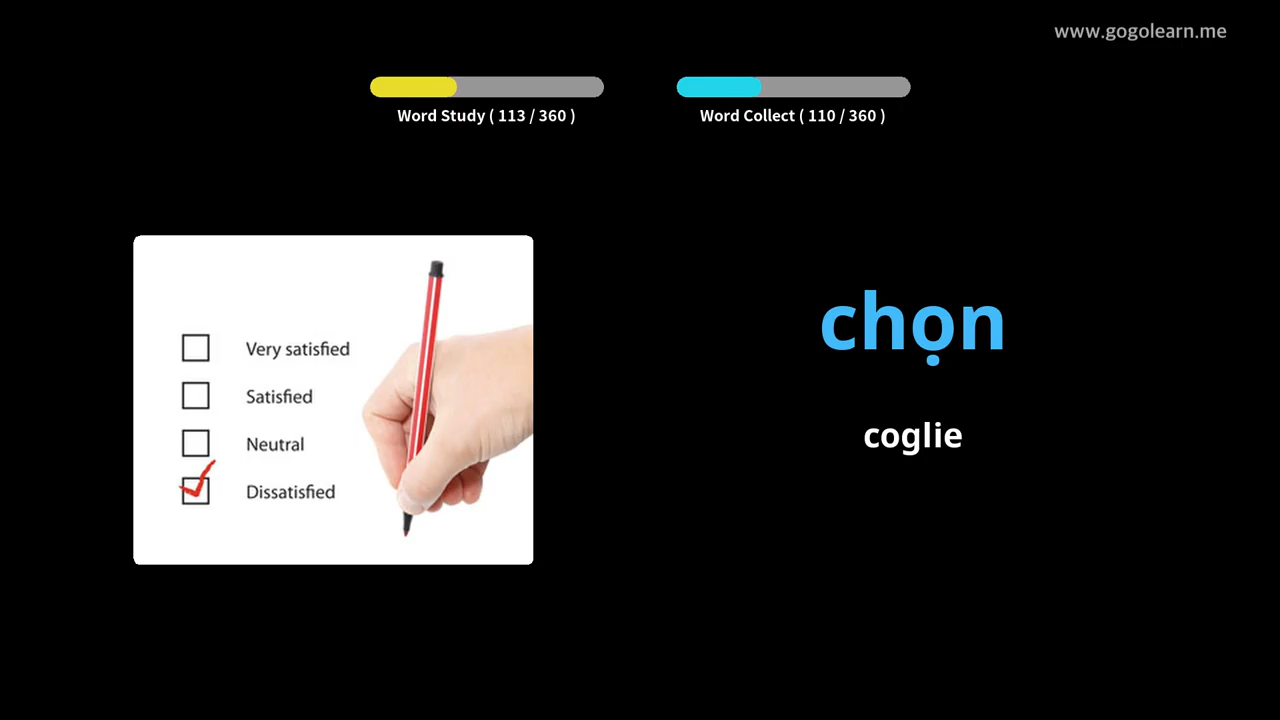 www.gogolearn.me
Word Study ( 113 / 360 )
Word Collect ( 110 / 360 )
Very satisfied
Satisfied
Neutral
Dissatisfied
chọn
coglie